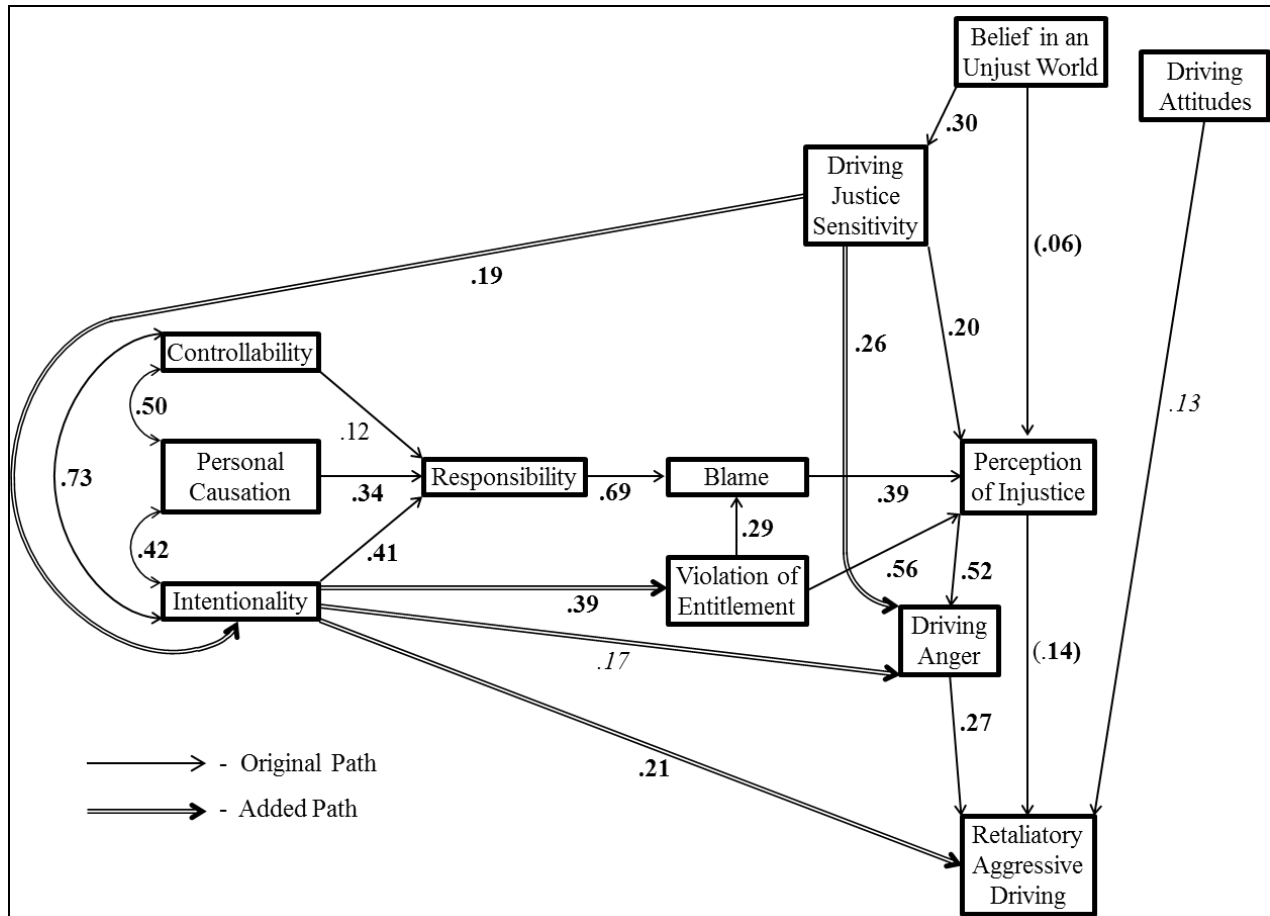 Belief in an
Unjust World
Driving
Attitudes
.30
Driving
Justice
Sensitivity
(.06)
.19
.20
.26
.13
Controllability
.50
.12
.73
Personal
Causation
.34
Responsibility
.69
Blame
.39
Perception
of Injustice
.42
.41
.29
.56
.52
Intentionality
.39
Violation of
Entitlement
.17
Driving
Anger
(.14)
.27
.21
- Original Path
- Added Path
Retaliatory
Aggressive
Driving